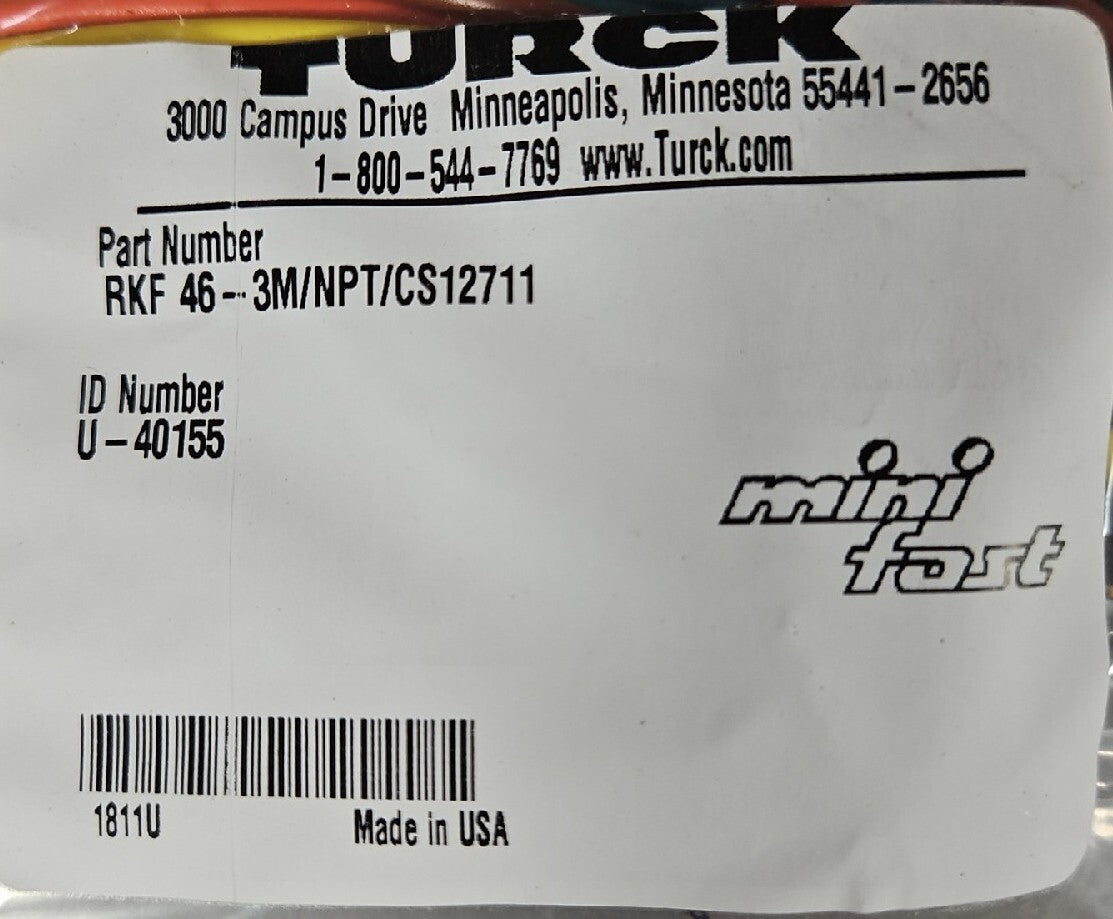 TURCK
3000 Campus Drive Minneapolis, Minnesota 55441-2656
1-800-544-7769 www.Turck.com
Part Number
RKF 46-3M/NPT/CS12711
ID Number
U-40155
mini
fast
1811U Made in USA